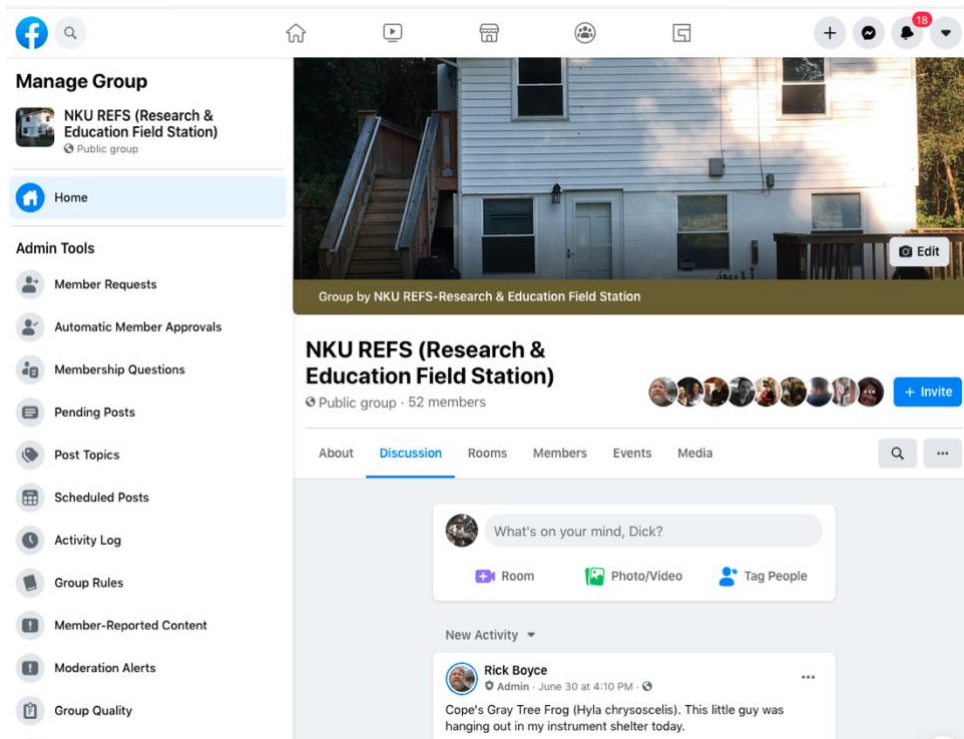 18
Manage Group
NKU REFS (Research &
Education Field Station)
Public group
Home
Admin Tools
Member Requests
Automatic Member Approvals
Membership Questions
Pending Posts
Post Topics
Scheduled Posts
Activity Log
Group Rules
Member-Reported Content
Moderation Alerts
Group Quality
Edit
Group by NKU REFS-Research & Education Field Station
NKU REFS (Research &
Education Field Station)
Public group · 52 members
+ Invite
About Discussion Rooms Members Events Media
What's on your mind, Dick?
Room Photo/Video Tag People
New Activity
Rick Boyce
Admin · June 30 at 4:10 PM ·
Cope's Gray Tree Frog (Hyla chrysoscelis). This little guy was
hanging out in my instrument shelter today.